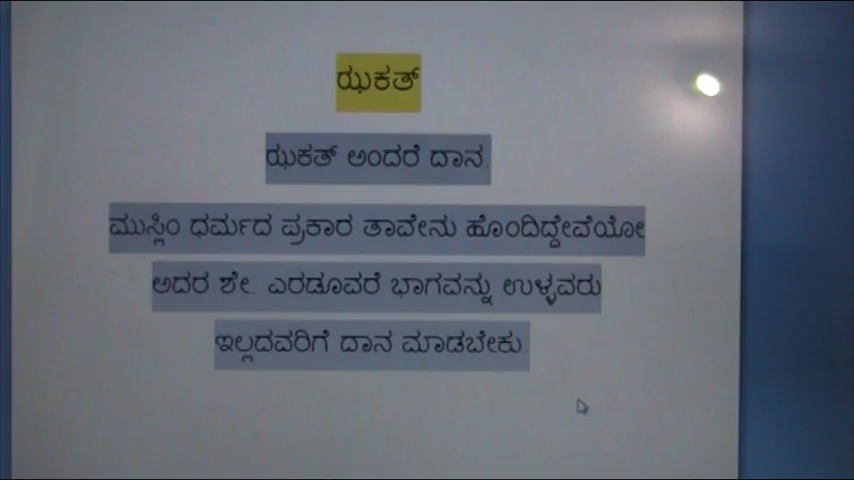 ಝಕತ್
ಝಕತ್ ಅಂದರೆ ದಾನ.
ಮುಸ್ಲಿಂ ಧರ್ಮದ ಪ್ರಕಾರ ತಾವೇನು ಹೊಂದಿದ್ದೇವೆಯೋ
ಅದರ ಶೇ. ಎರಡೂವರೆ ಭಾಗವನ್ನು ಉಳ್ಳವರು
ಇಲ್ಲದವರಿಗೆ ದಾನ ಮಾಡಬೇಕು.